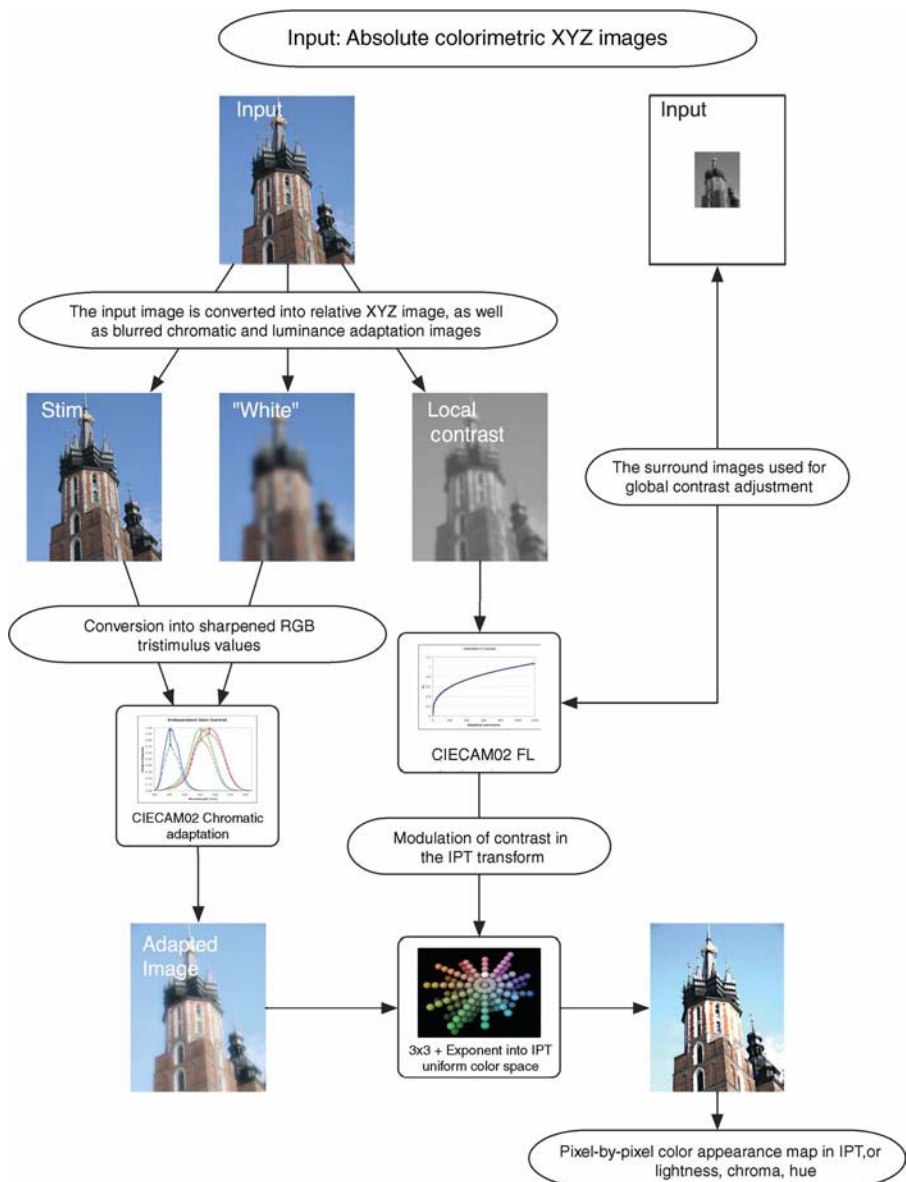 Input: Absolute colorimetric XYZ images
Input
Input
The input image is converted into relative XYZ image, as well
as blurred chromatic and luminance adaptation images
Stim
"White"
Local
contrast
The surround images used for
global contrast adjustment
Conversion into sharpened RGB
tristimulus values
Independent Gain Control
CIECAM02 Chromatic
adaptation
CIECAM02 FL
Modulation of contrast in
the IPT transform
Adapted
Image
3x3 + Exponent into IPT
uniform color space
Pixel-by-pixel color appearance map in IPT,or
lightness, chroma, hue